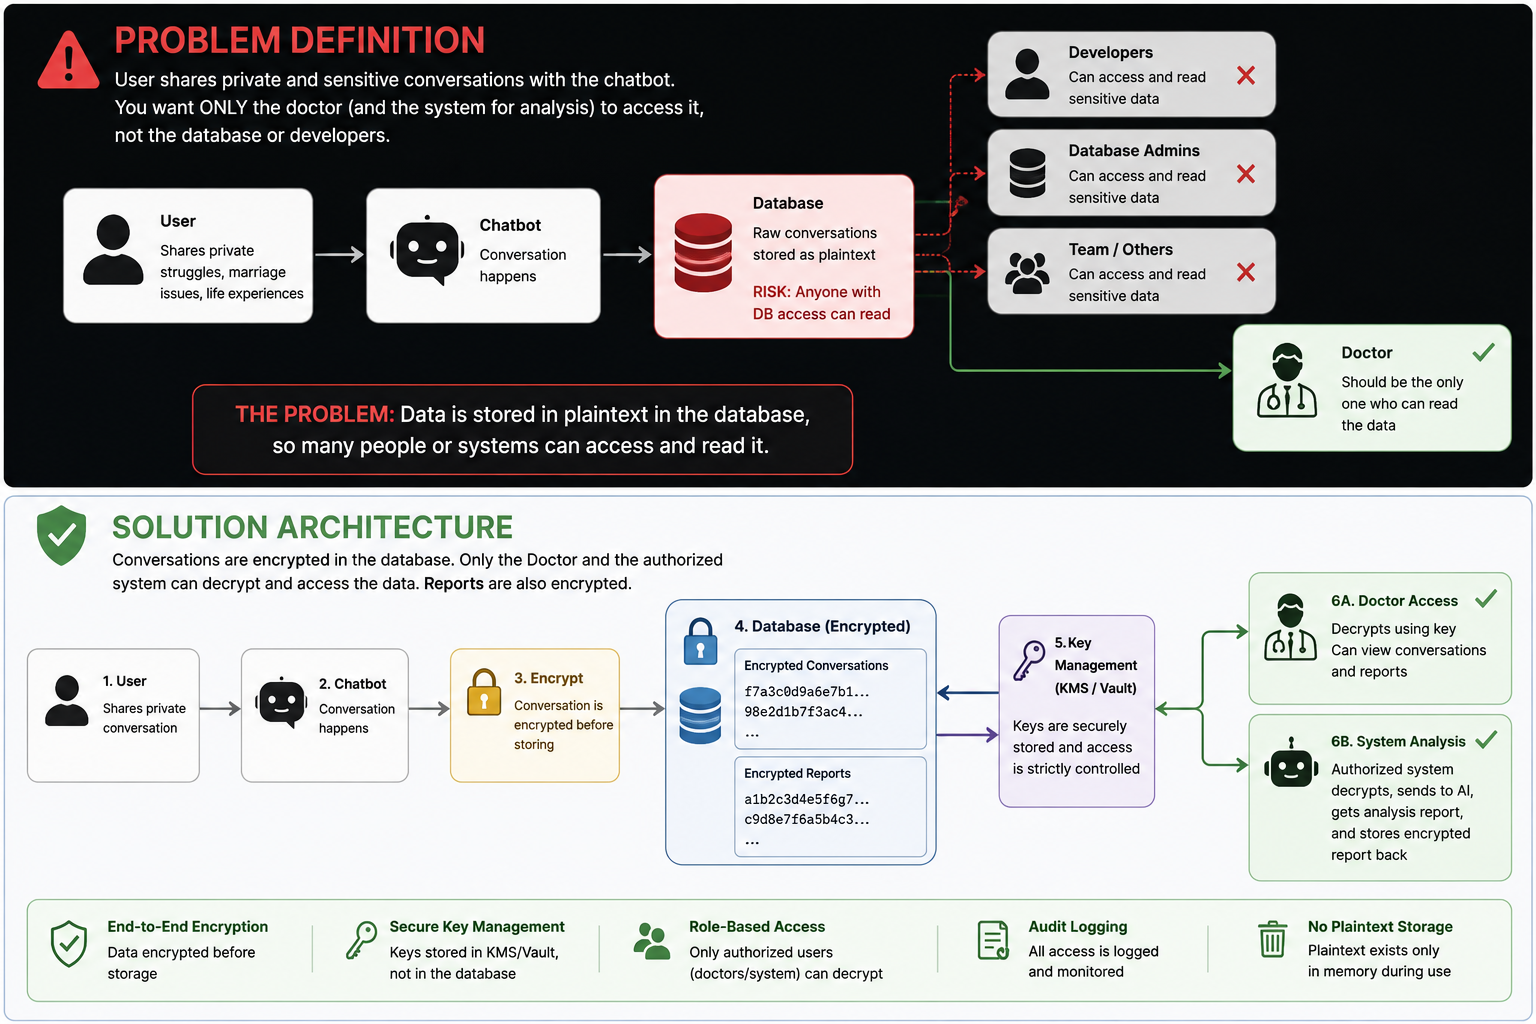 PROBLEM DEFINITION
User shares private and sensitive conversations with the chatbot.
You want ONLY the doctor (and the system for analysis) to access it,
not the database or developers.
User
Shares private
struggles, marriage
issues, life experiences
Chatbot
Conversation
happens
Database
Raw conversations
stored as plaintext
RISK: Anyone with
DB access can read
Developers
Can access and read
sensitive data
Database Admins
Can access and read
sensitive data
Team / Others
Can access and read
sensitive data
Doctor
Should be the only
one who can read
the data
THE PROBLEM: Data is stored in plaintext in the database,
so many people or systems can access and read it.
SOLUTION ARCHITECTURE
Conversations are encrypted in the database. Only the Doctor and the authorized
system can decrypt and access the data. Reports are also encrypted.
1. User
Shares private
conversation
2. Chatbot
Conversation
happens
3. Encrypt
Conversation is
encrypted before
storing
4. Database (Encrypted)
Encrypted Conversations
f7a3c0d9a6e7b1...
98e2d1b7f3ac4...
...
Encrypted Reports
a1b2c3d4e5f6g7...
c9d8e7f6a5b4c3...
...
5. Key
Management
(KMS / Vault)
Keys are securely
stored and access
is strictly controlled
6A. Doctor Access
Decrypts using key
Can view conversations
and reports
6B. System Analysis
Authorized system
decrypts, sends to AI,
gets analysis report,
and stores encrypted
report back
End-to-End Encryption
Data encrypted before
storage
Secure Key Management
Keys stored in KMS/Vault,
not in the database
Role-Based Access
Only authorized users
(doctors/system) can decrypt
Audit Logging
All access is logged
and monitored
No Plaintext Storage
Plaintext exists only
in memory during use